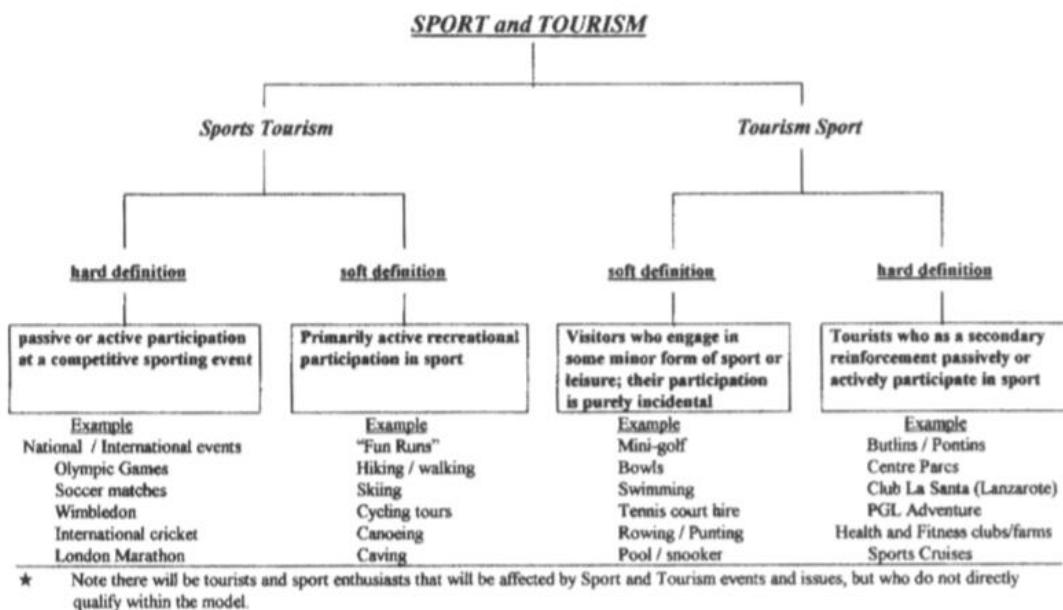 SPORT and TOURISM
Sports Tourism
Tourism Sport
hard definition
soft definition
soft definition
hard definition
passive or active participation
at a competitive sporting event
Primarily active recreational
participation in sport
Visitors who engage in
some minor form of sport or
leisure; their participation
is purely incidental
Tourists who as a secondary
reinforcement passively or
actively participate in sport
Example
National / International events
Olympic Games
Soccer matches
Wimbledon
International cricket
London Marathon
Example
"Fun Runs"
Hiking / walking
Skiing
Cycling tours
Canoeing
Caving
Example
Mini-golf
Bowls
Swimming
Tennis court hire
Rowing / Punting
Pool / snooker
Example
Butlins / Pontins
Centre Parcs
Club La Santa (Lanzarote)
PGL Adventure
Health and Fitness clubs/farms
Sports Cruises
★ Note there will be tourists and sport enthusiasts that will be affected by Sport and Tourism events and issues, but who do not directly
qualify within the model.